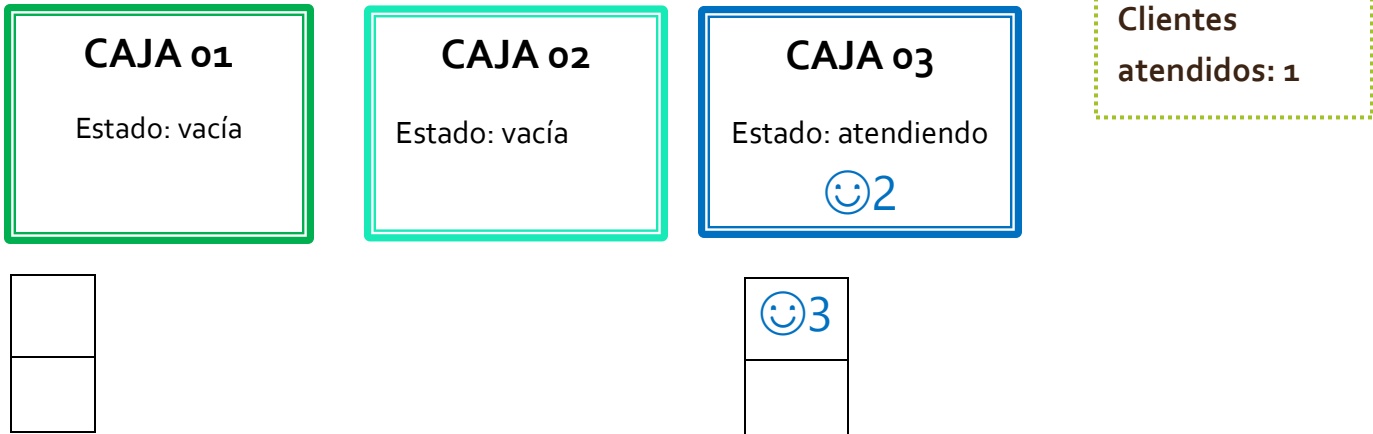 CAJA 01
Estado: vacía
CAJA 02
Estado: vacía
CAJA 03
Estado: atendiendo
☺2
Clientes
atendidos: 1
☺3